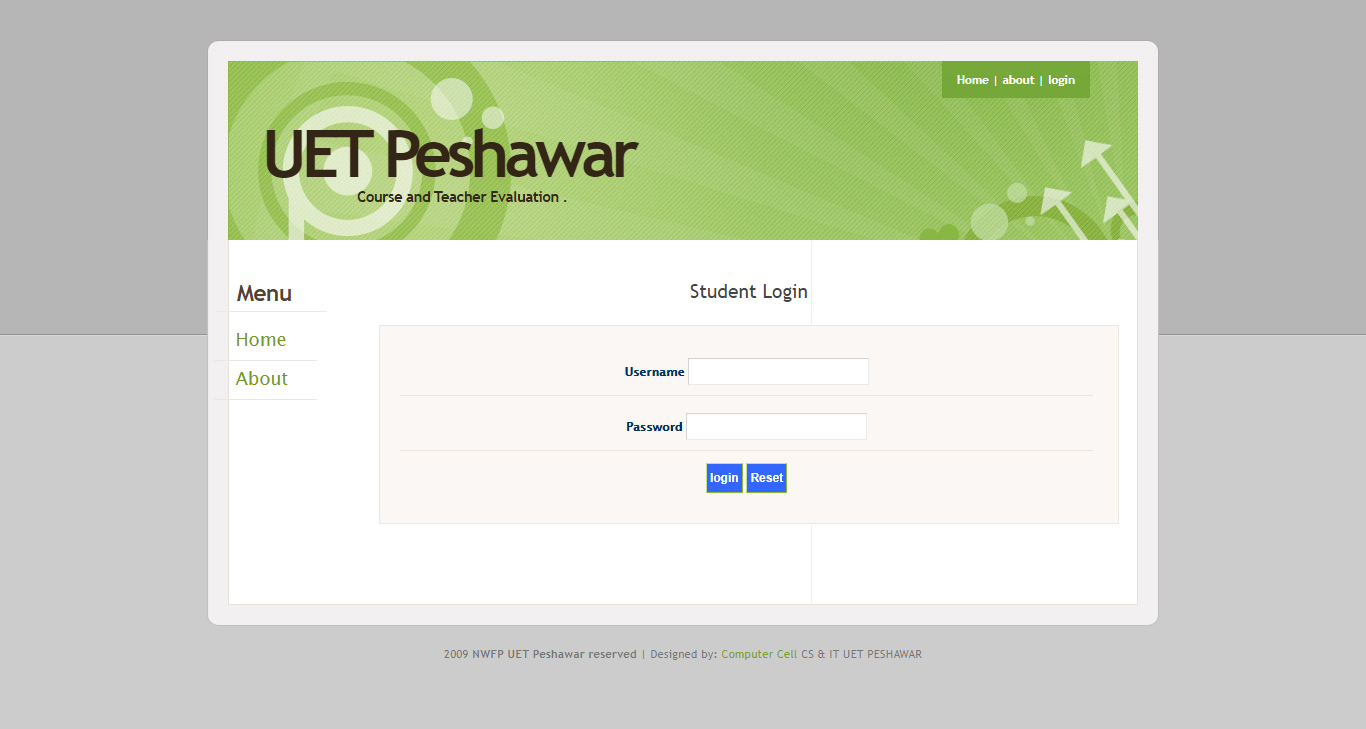 Home | about | login
UET Peshawar
Course and Teacher Evaluation .
Menu
Home
About
Student Login
Username
Password
login Reset
2009 NWFP UET Peshawar reserved | Designed by: Computer Cell CS & IT UET PESHAWAR